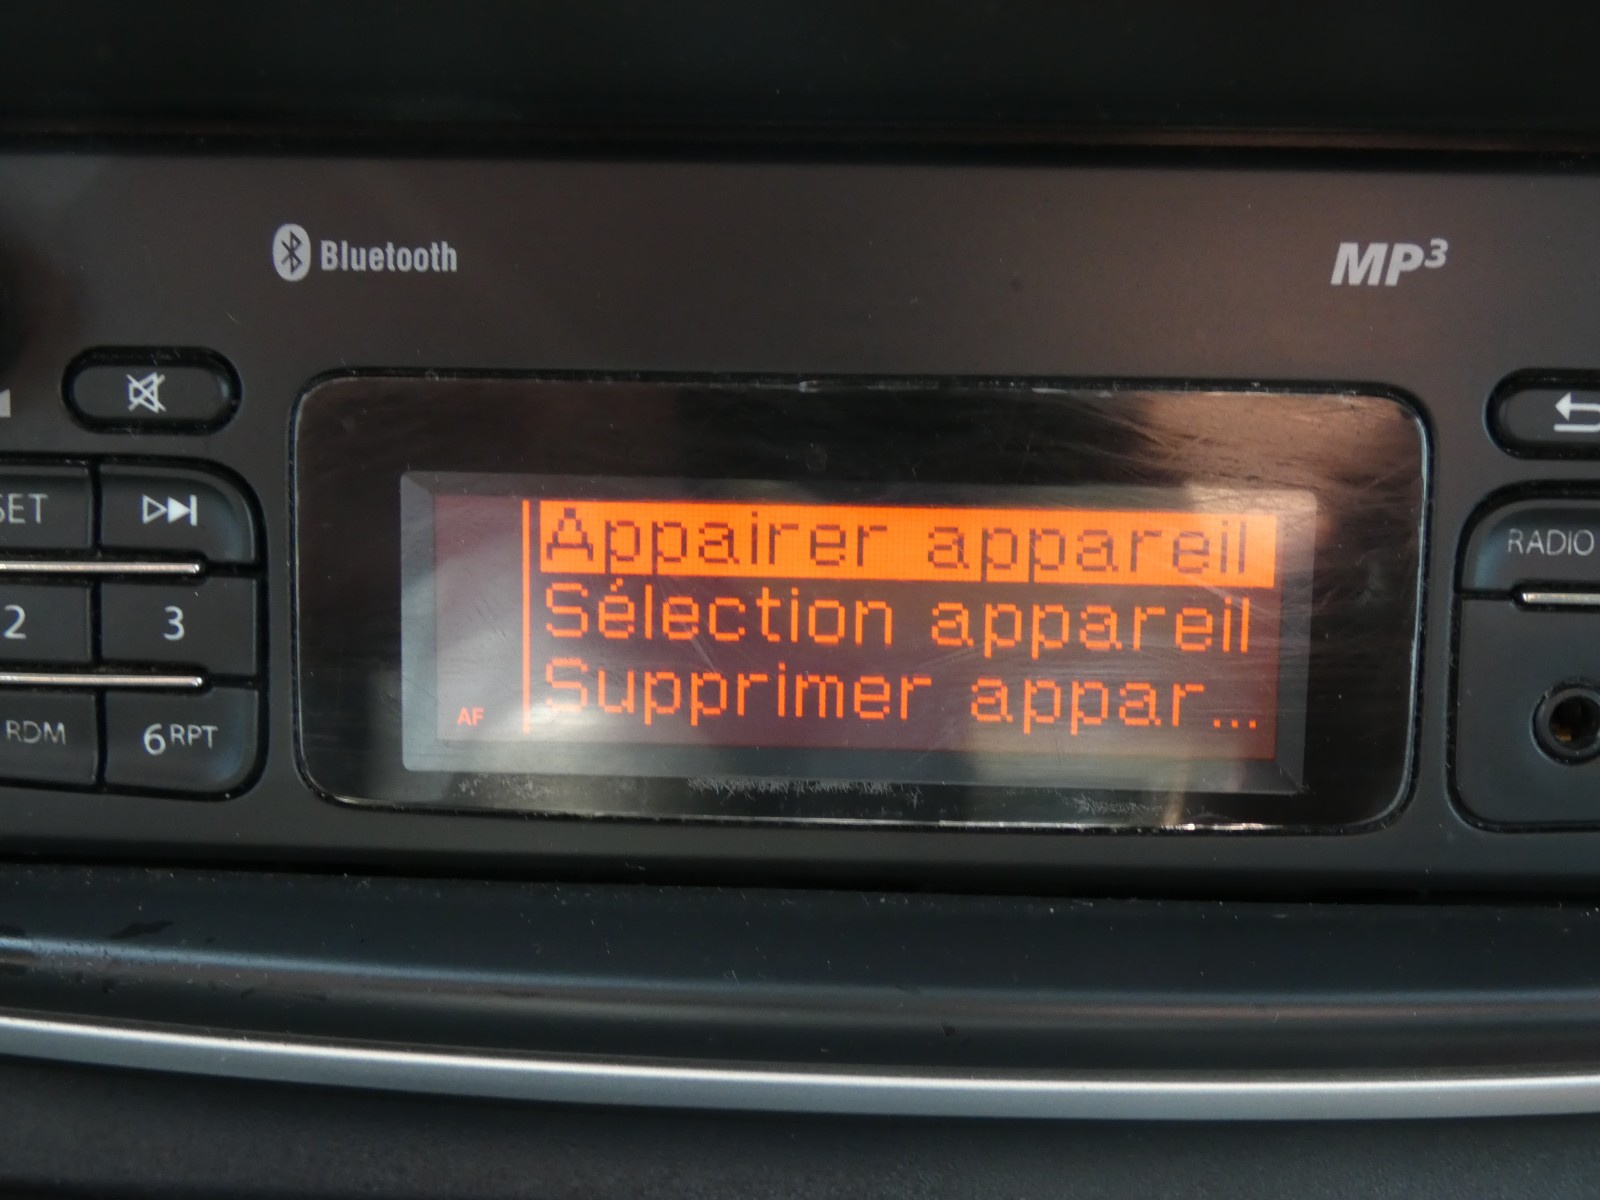 Bluetooth
MP3
SET
RADIO
Appairer appareil
Sélection appareil
Supprimer appar...
AF
2
3
RDM
6 RPT